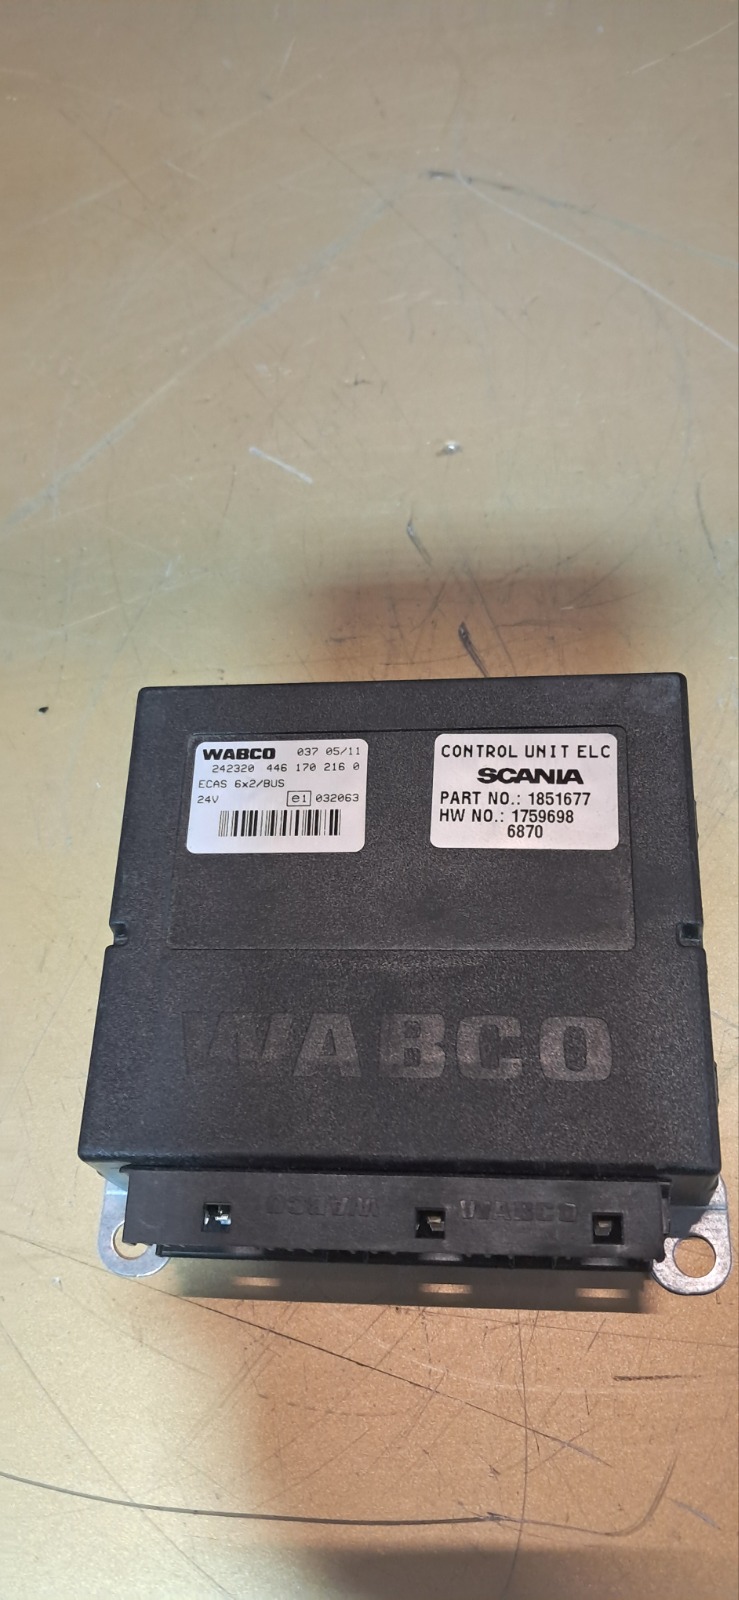 WABCO 037 05/11
242320 446 170 216 0
ECAS 6x2/BUS
24V e1 032063
CONTROL UNIT ELC
SCANIA
PART NO.: 1851677
HW NO.: 1759698
6870
WABCO
WABCO WABCO